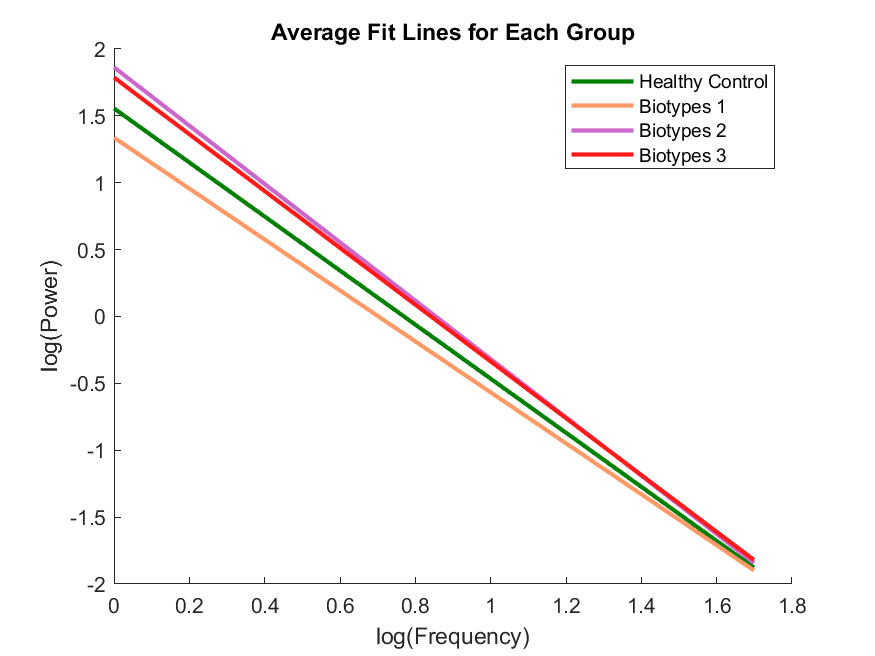 Average Fit Lines for Each Group
Healthy Control
Biotypes 1
Biotypes 2
Biotypes 3
2
1.5
1
0.5
0
-0.5
-1
-1.5
-2
log(Power)
0 0.2 0.4 0.6 0.8 1 1.2 1.4 1.6 1.8
log(Frequency)